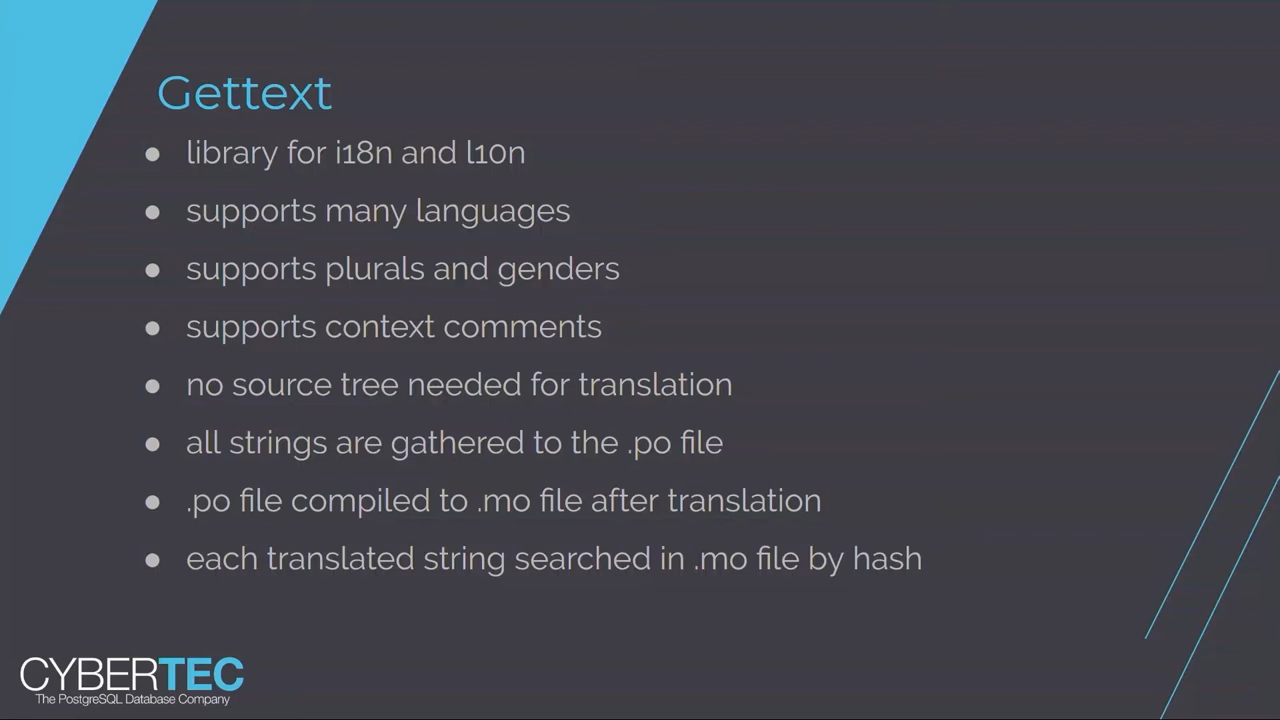 Gettext
● library for i18n and l10n
● supports many languages
● supports plurals and genders
● supports context comments
● no source tree needed for translation
● all strings are gathered to the .po file
● .po file compiled to .mo file after translation
● each translated string searched in .mo file by hash
CYBERTEC
The PostgreSQL Database Company